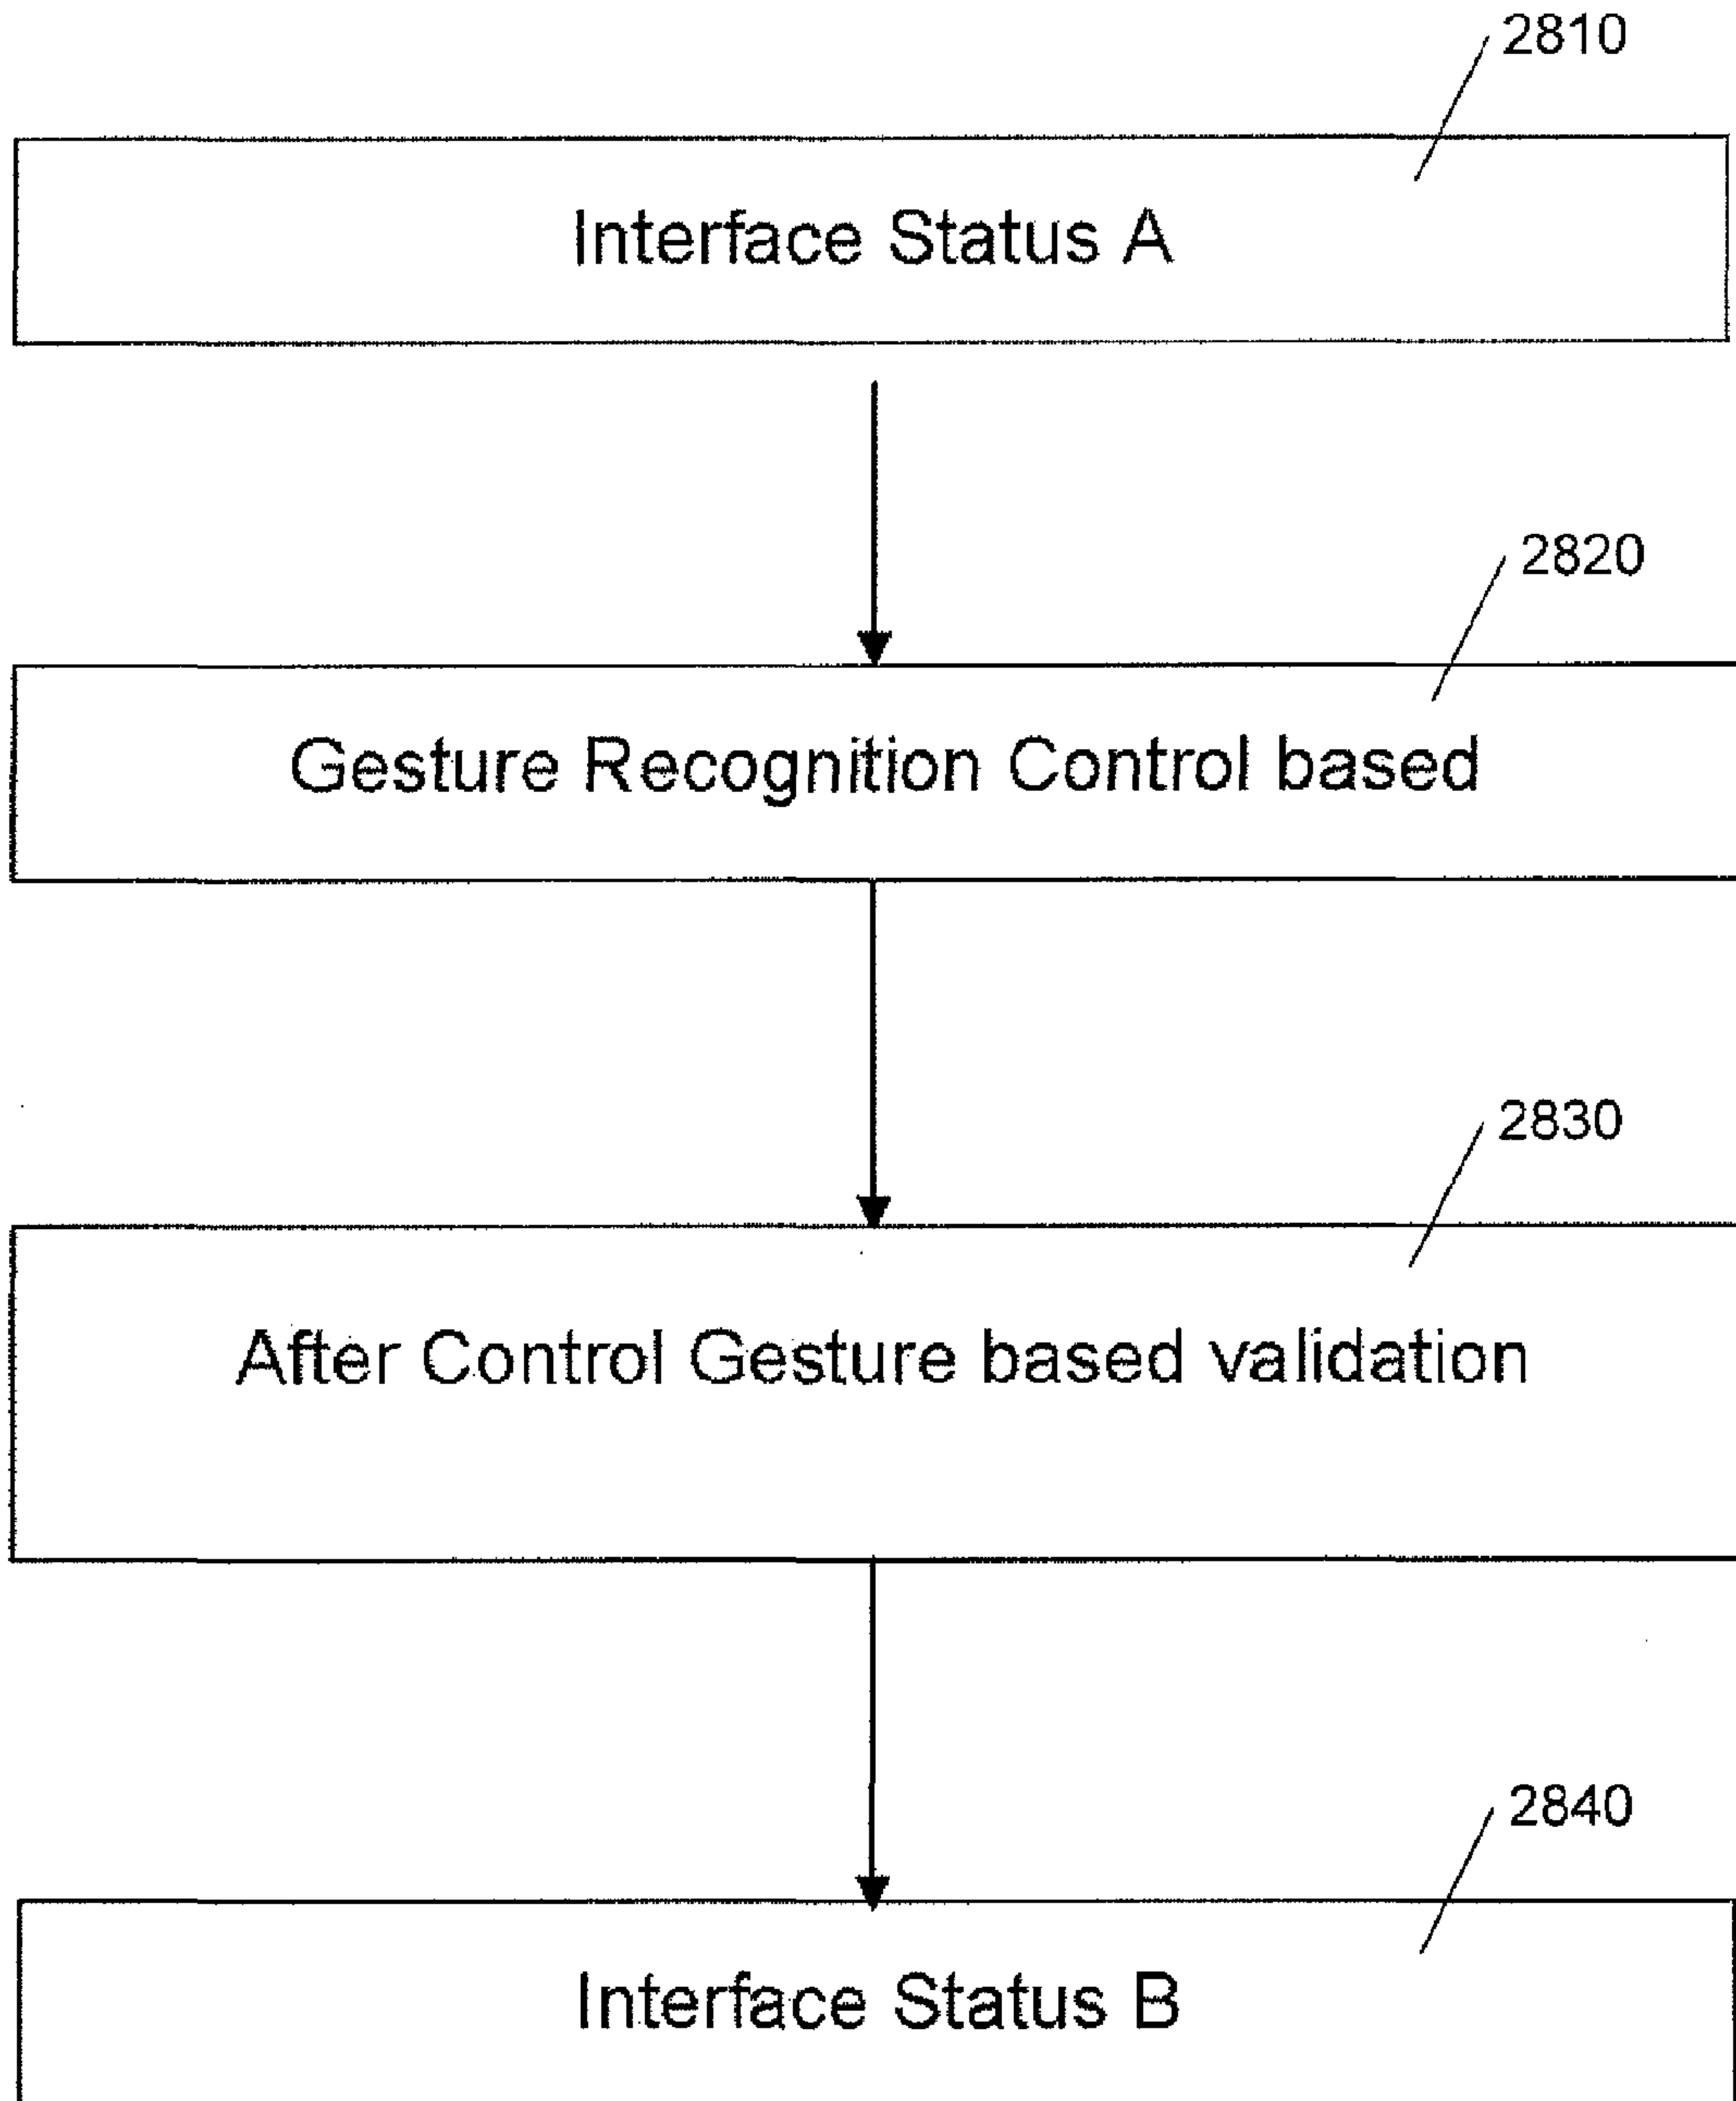 2810
Interface Status A
2820
Gesture Recognition Control based
2830
After Control Gesture based validation
2840
Interface Status B